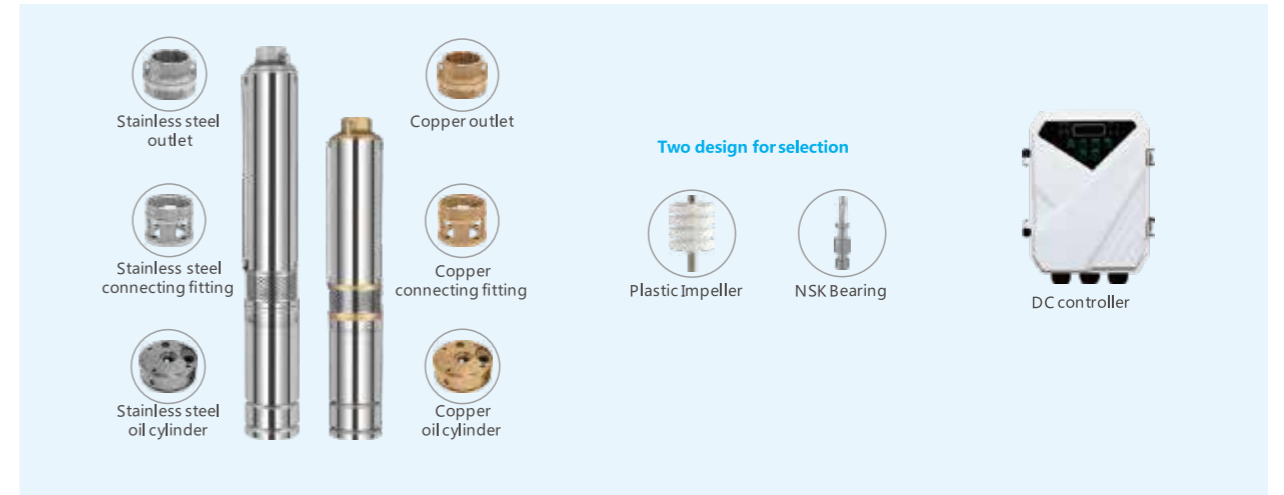 Stainless steel
outlet
Copper outlet
Stainless steel
connecting fitting
Copper
connecting fitting
Stainless steel
oil cylinder
Copper
oil cylinder
Two design for selection
Plastic Impeller
NSK Bearing
DC controller